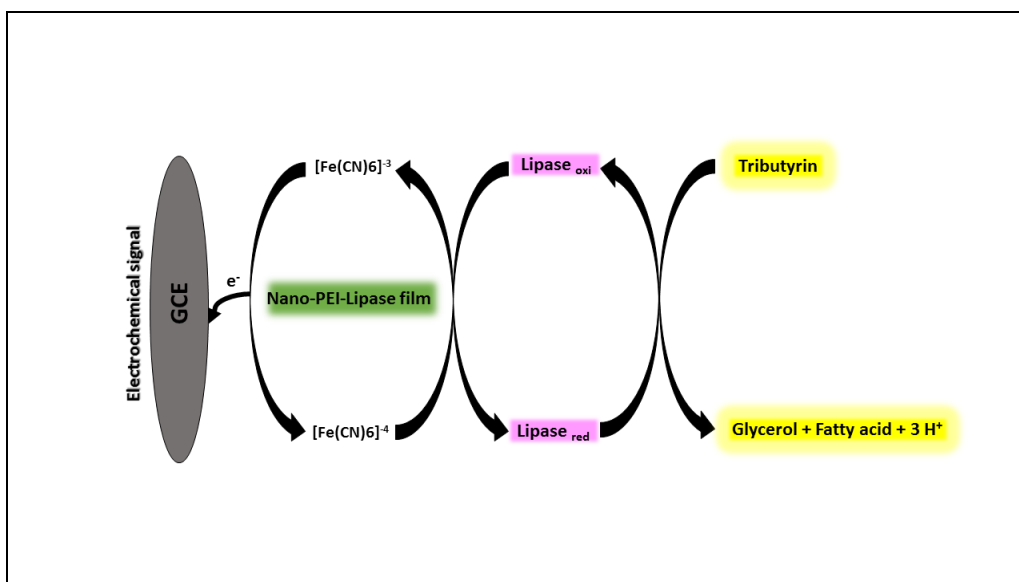 Electrochemical signal
GCE
e-
[Fe(CN)6]-3
Lipase oxi
Tributyrin
Nano-PEI-Lipase film
[Fe(CN)6]-4
Lipase red
Glycerol + Fatty acid + 3 H+